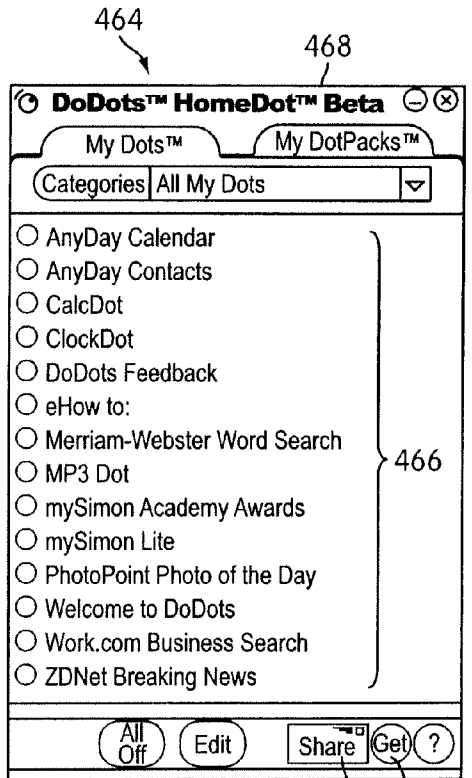 464
468
DoDots™ HomeDot™ Beta
My Dots™ My DotPacks™
Categories All My Dots
AnyDay Calendar
AnyDay Contacts
CalcDot
ClockDot
DoDots Feedback
eHow to:
Merriam-Webster Word Search
MP3 Dot
466
mySimon Academy Awards
mySimon Lite
PhotoPoint Photo of the Day
Welcome to DoDots
Work.com Business Search
ZDNet Breaking News
All Off Edit Share Get ?